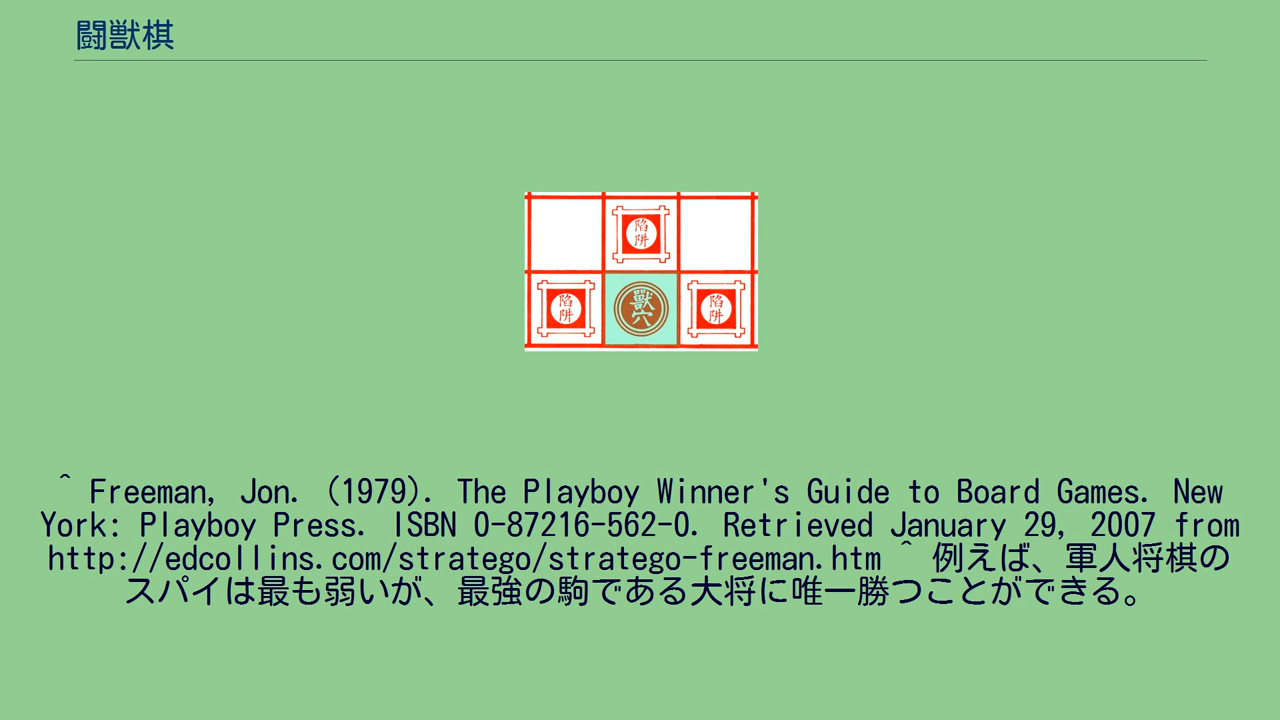 闘獣棋
陷
阱
陷
阱
獸
穴
陷
阱
^ Freeman, Jon. (1979). The Playboy Winner's Guide to Board Games. New
York: Playboy Press. ISBN 0-87216-562-0. Retrieved January 29, 2007 from
http://edcollins.com/stratego/stratego-freeman.htm ^ 例えば、軍人将棋の
スパイは最も弱いが、最強の駒である大将に唯一勝つことができる。